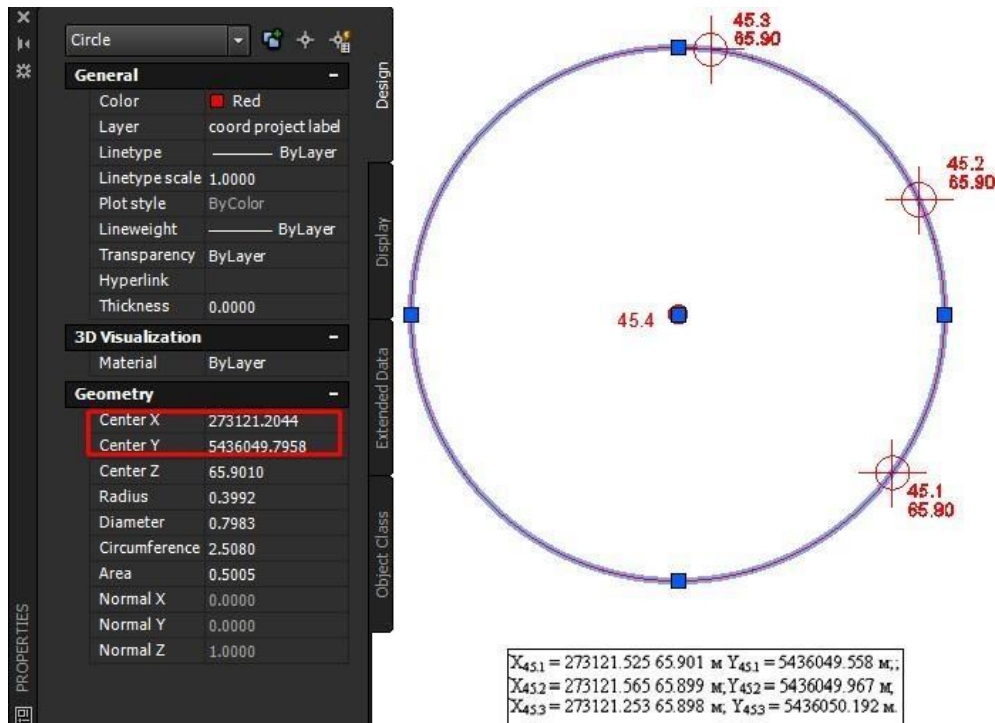 Circle
General
Color Red
Layer coord project label
Linetype ByLayer
Linetype scale 1.0000
Plot style ByColor
Lineweight ByLayer
Transparency ByLayer
Hyperlink
Thickness 0.0000
3D Visualization
Material ByLayer
Geometry
Center X 273121.2044
Center Y 5436049.7958
Center Z 65.9010
Radius 0.3992
Diameter 0.7983
Circumference 2.5080
Area 0.5005
Normal X 0.0000
Normal Y 0.0000
Normal Z 1.0000
PROPERTIES
Design
Display
Extended Data
Object Class
45.3
65.90
45.2
65.90
45.4
45.1
65.90
X45.1 = 273121.525 65.901 м Y45.1 = 5436049.558 м;;
X45.2 = 273121.565 65.899 м; Y45.2 = 5436049.967 м,
X45.3 = 273121.253 65.898 м; Y45.3 = 5436050.192 м.